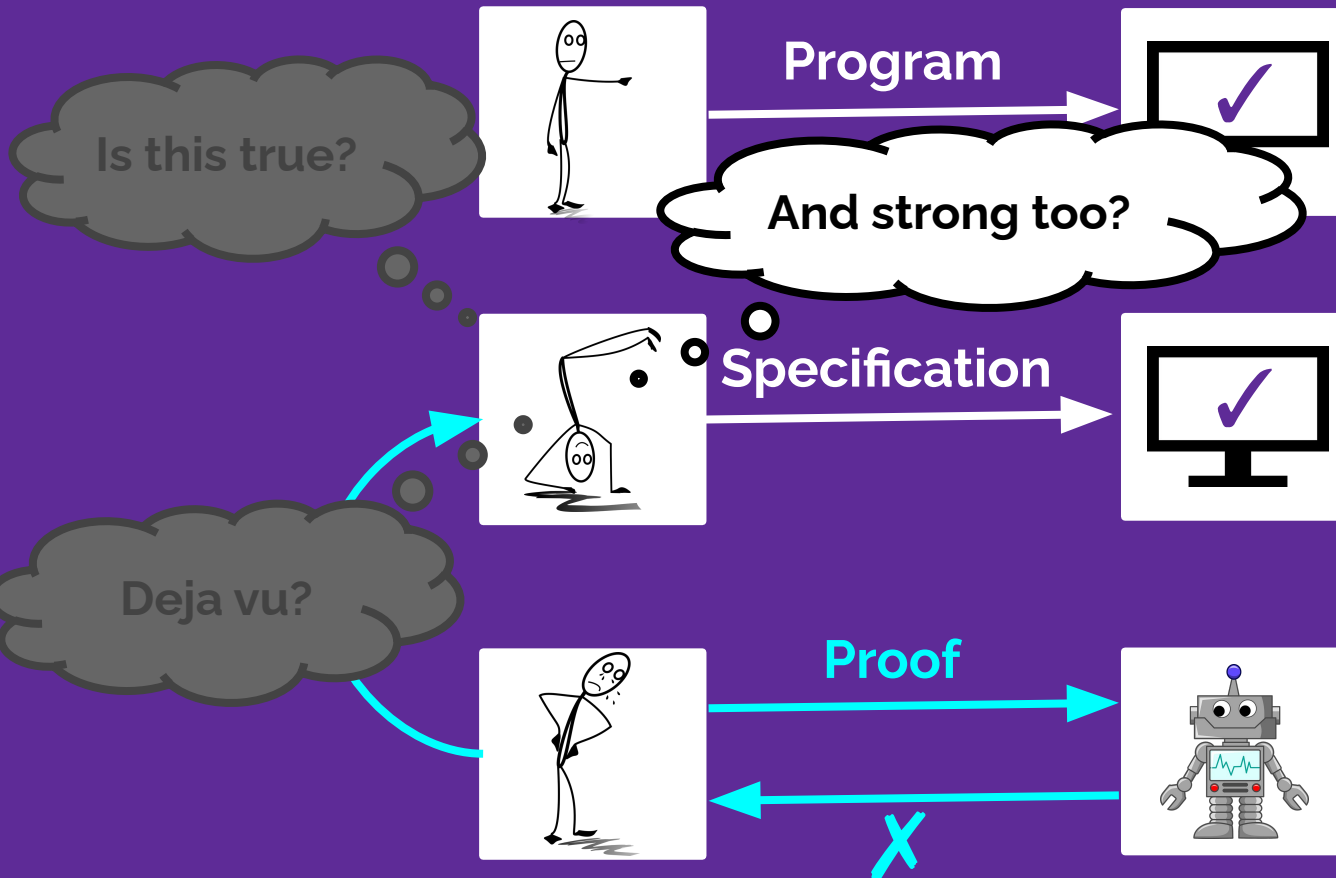 Program
Is this true?
And strong too?
Specification
Deja vu?
Proof